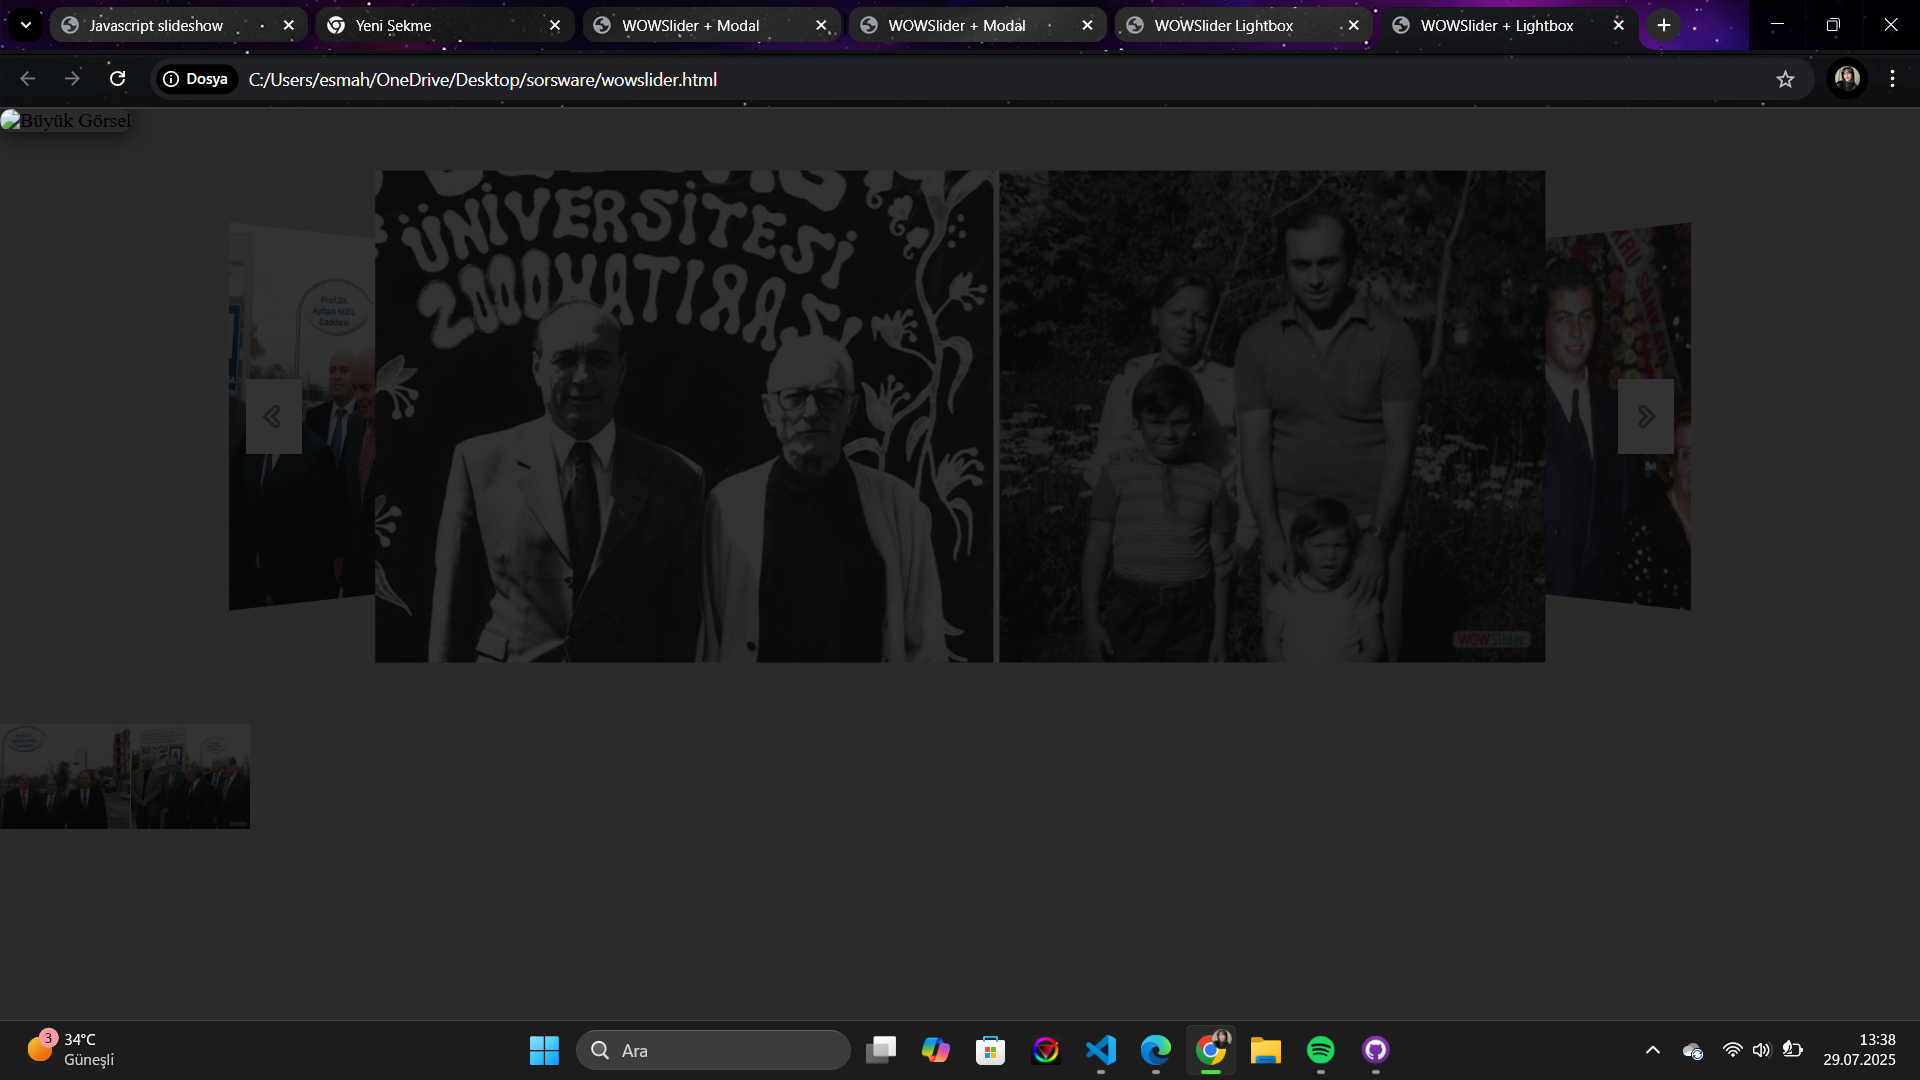 Javascript slideshow
Yeni Sekme
WOWSlider + Modal
WOWSlider + Modal
WOWSlider Lightbox
WOWSlider + Lightbox
Dosya
C:/Users/esmah/OneDrive/Desktop/sorsware/wowslider.html
Büyük Görsel
ÜNİVERSİTESİ
2000 HATIRASI
Prof.Dr.
Ayhan KIZIL
Caddesi
WOWSlider
3
34°C
Güneşli
Ara
13:38
29.07.2025